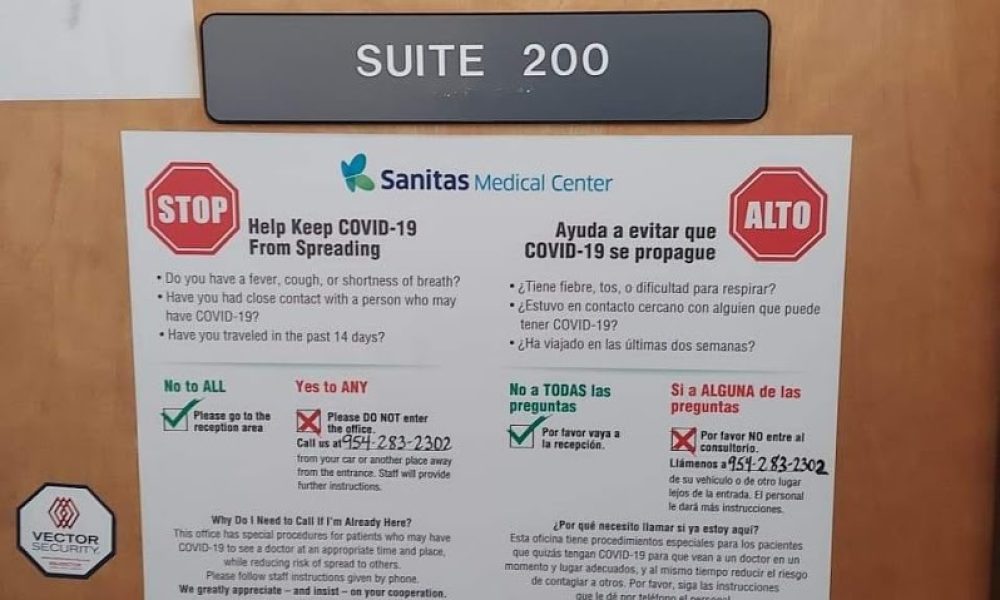 SUITE 200
Sanitas Medical Center
STOP
Help Keep COVID-19
From Spreading
• Do you have a fever, cough, or shortness of breath?
• Have you had close contact with a person who may
have COVID-19?
• Have you traveled in the past 14 days?
No to ALL
Please go to the
reception area
Yes to ANY
Please DO NOT enter
the office.
Call us at 954-283-2302
from your car or another place away
from the entrance. Staff will provide
further instructions.
Why Do I Need to Call If I'm Already Here?
This office has special procedures for patients who may have
COVID-19 to see a doctor at an appropriate time and place,
while reducing risk of spread to others.
Please follow staff instructions given by phone.
We greatly appreciate – and insist – on your cooperation.
ALTO
Ayuda a evitar que
COVID-19 se propague
• ¿Tiene fiebre, tos, o dificultad para respirar?
• ¿Estuvo en contacto cercano con alguien que puede
tener COVID-19?
• ¿Ha viajado en las últimas dos semanas?
No a TODAS las
preguntas
Por favor vaya a
la recepción.
Si a ALGUNA de las
preguntas
Por favor NO entre al
consultorio.
Llámenos a 954-283-2302
de su vehículo o de otro lugar
lejos de la entrada. El personal
le dará más instrucciones.
¿Por qué necesito llamar si ya estoy aquí?
Esta oficina tiene procedimientos especiales para los pacientes
que quizás tengan COVID-19 para que vean a un doctor en un
momento y lugar adecuados, y al mismo tiempo reducir el riesgo
de contagiar a otros. Por favor, siga las instrucciones
que le dé por teléfono el personal
VECTOR
SECURITY